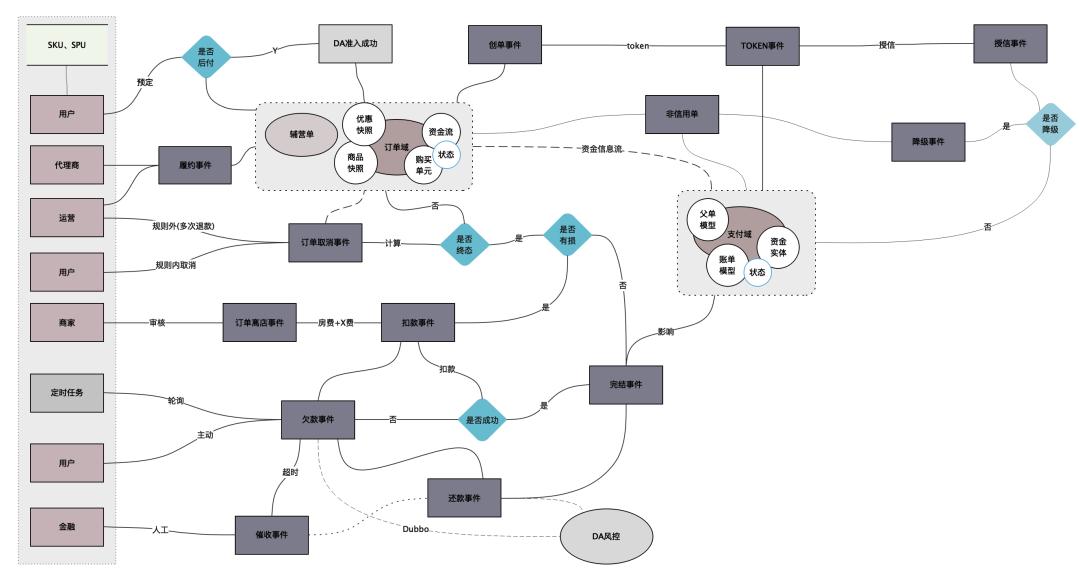 SKU、SPU
是否
后付
Y
DA准入成功
创单事件
token
TOKEN事件
授信
授信事件
预定
用户
优惠
快照
辅营单
订单域
资金流
商品
快照
购买
单元
状态
非信用单
是否
降级
是
降级事件
代理商
履约事件
资金信息流
运营
规则外(多次退款)
否
父单
模型
支付域
资金
实体
账单
模型
状态
否
订单取消事件
计算
是否
终态
是
是否
有损
用户
规则内取消
否
商家
审核
订单离店事件
房费+X费
扣款事件
是
影响
定时任务
轮询
扣款
完结事件
欠款事件
否
是否成功
是
用户
主动
超时
还款事件
金融
人工
催收事件
Dubbo
DA风控